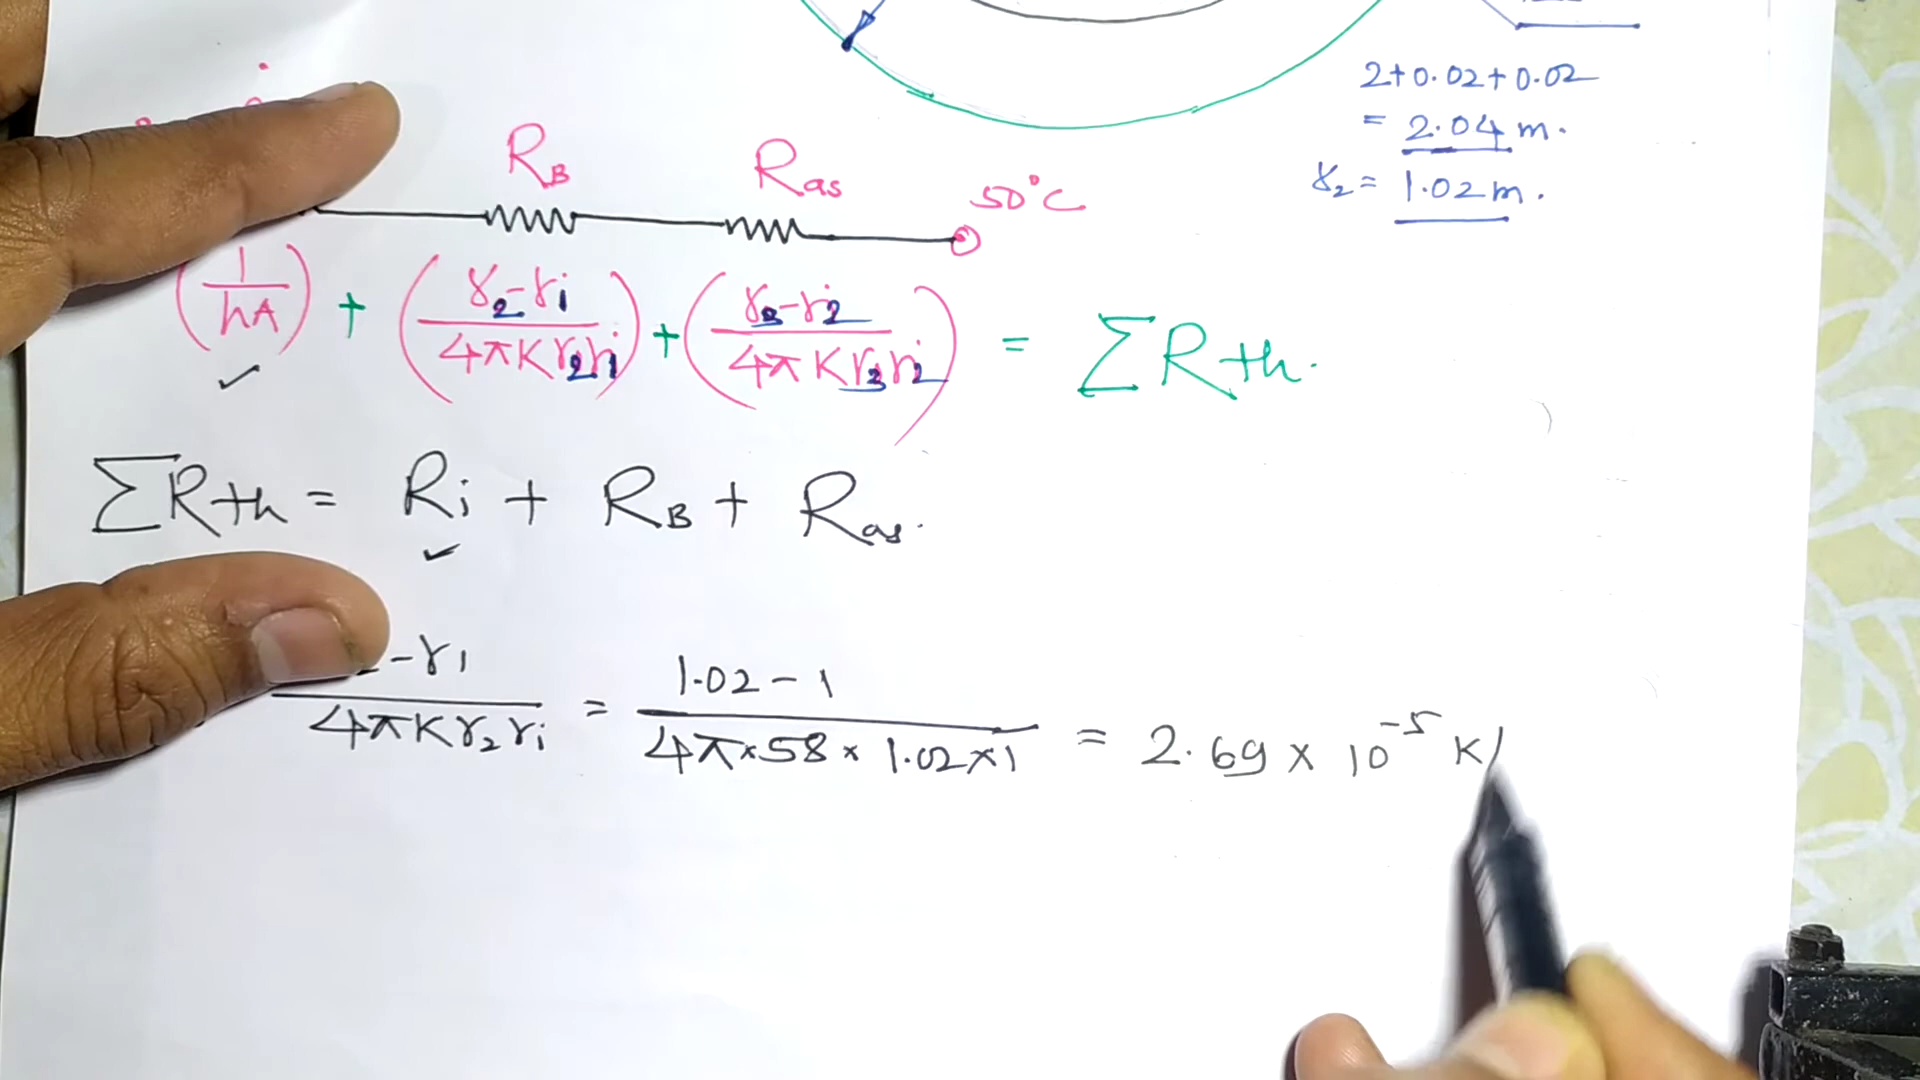 2+0.02+0.02
= 2.04 m.
r₂ = 1.02 m.
R_B R_as 50°C
(1/hA) + (r₂-r₁/4πKr₂r₁) + (r₃-r₂/4πKr₃r₂) = ΣRth.
ΣRth = Ri + R_B + Ras.
-r₁/4πKr₂r₁ = 1.02-1/4π×58×1.02×1 = 2.69 × 10⁻⁵ K/